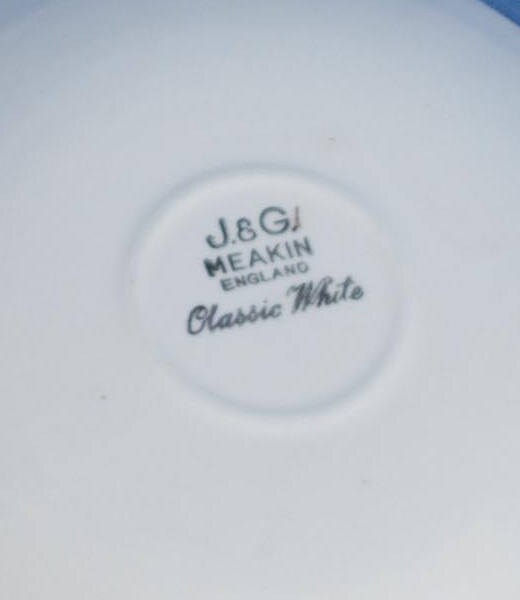 J.&G.
MEAKIN
ENGLAND
Classic White